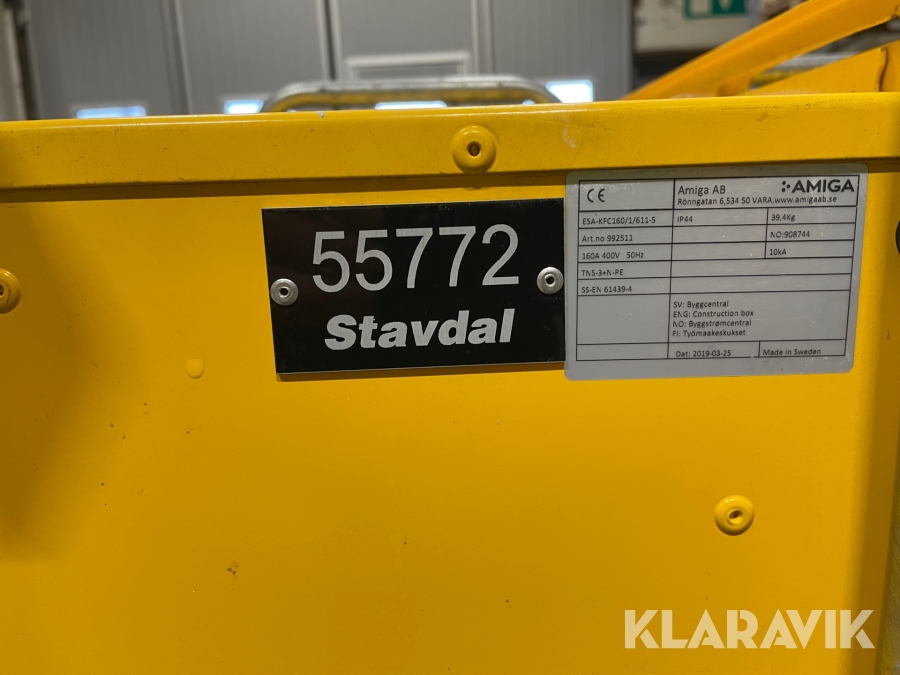 55772
Stavdal
CE
Amiga AB
AMIGA
Rönngatan 6,534 50 VARA,www.amigaab.se
ESA-KFC160/1/611-5 IP44 39,4Kg
Art.no 992511 NO:908744
160A 400V 50Hz 10kA
TNS-3+N-PE
SS-EN 61439-4
SV: Byggcentral
ENG: Construction box
NO: Byggstrømcentral
FI: Työmaakeskukset
Dat: 2019-03-25 Made in Sweden
KLARAVIK